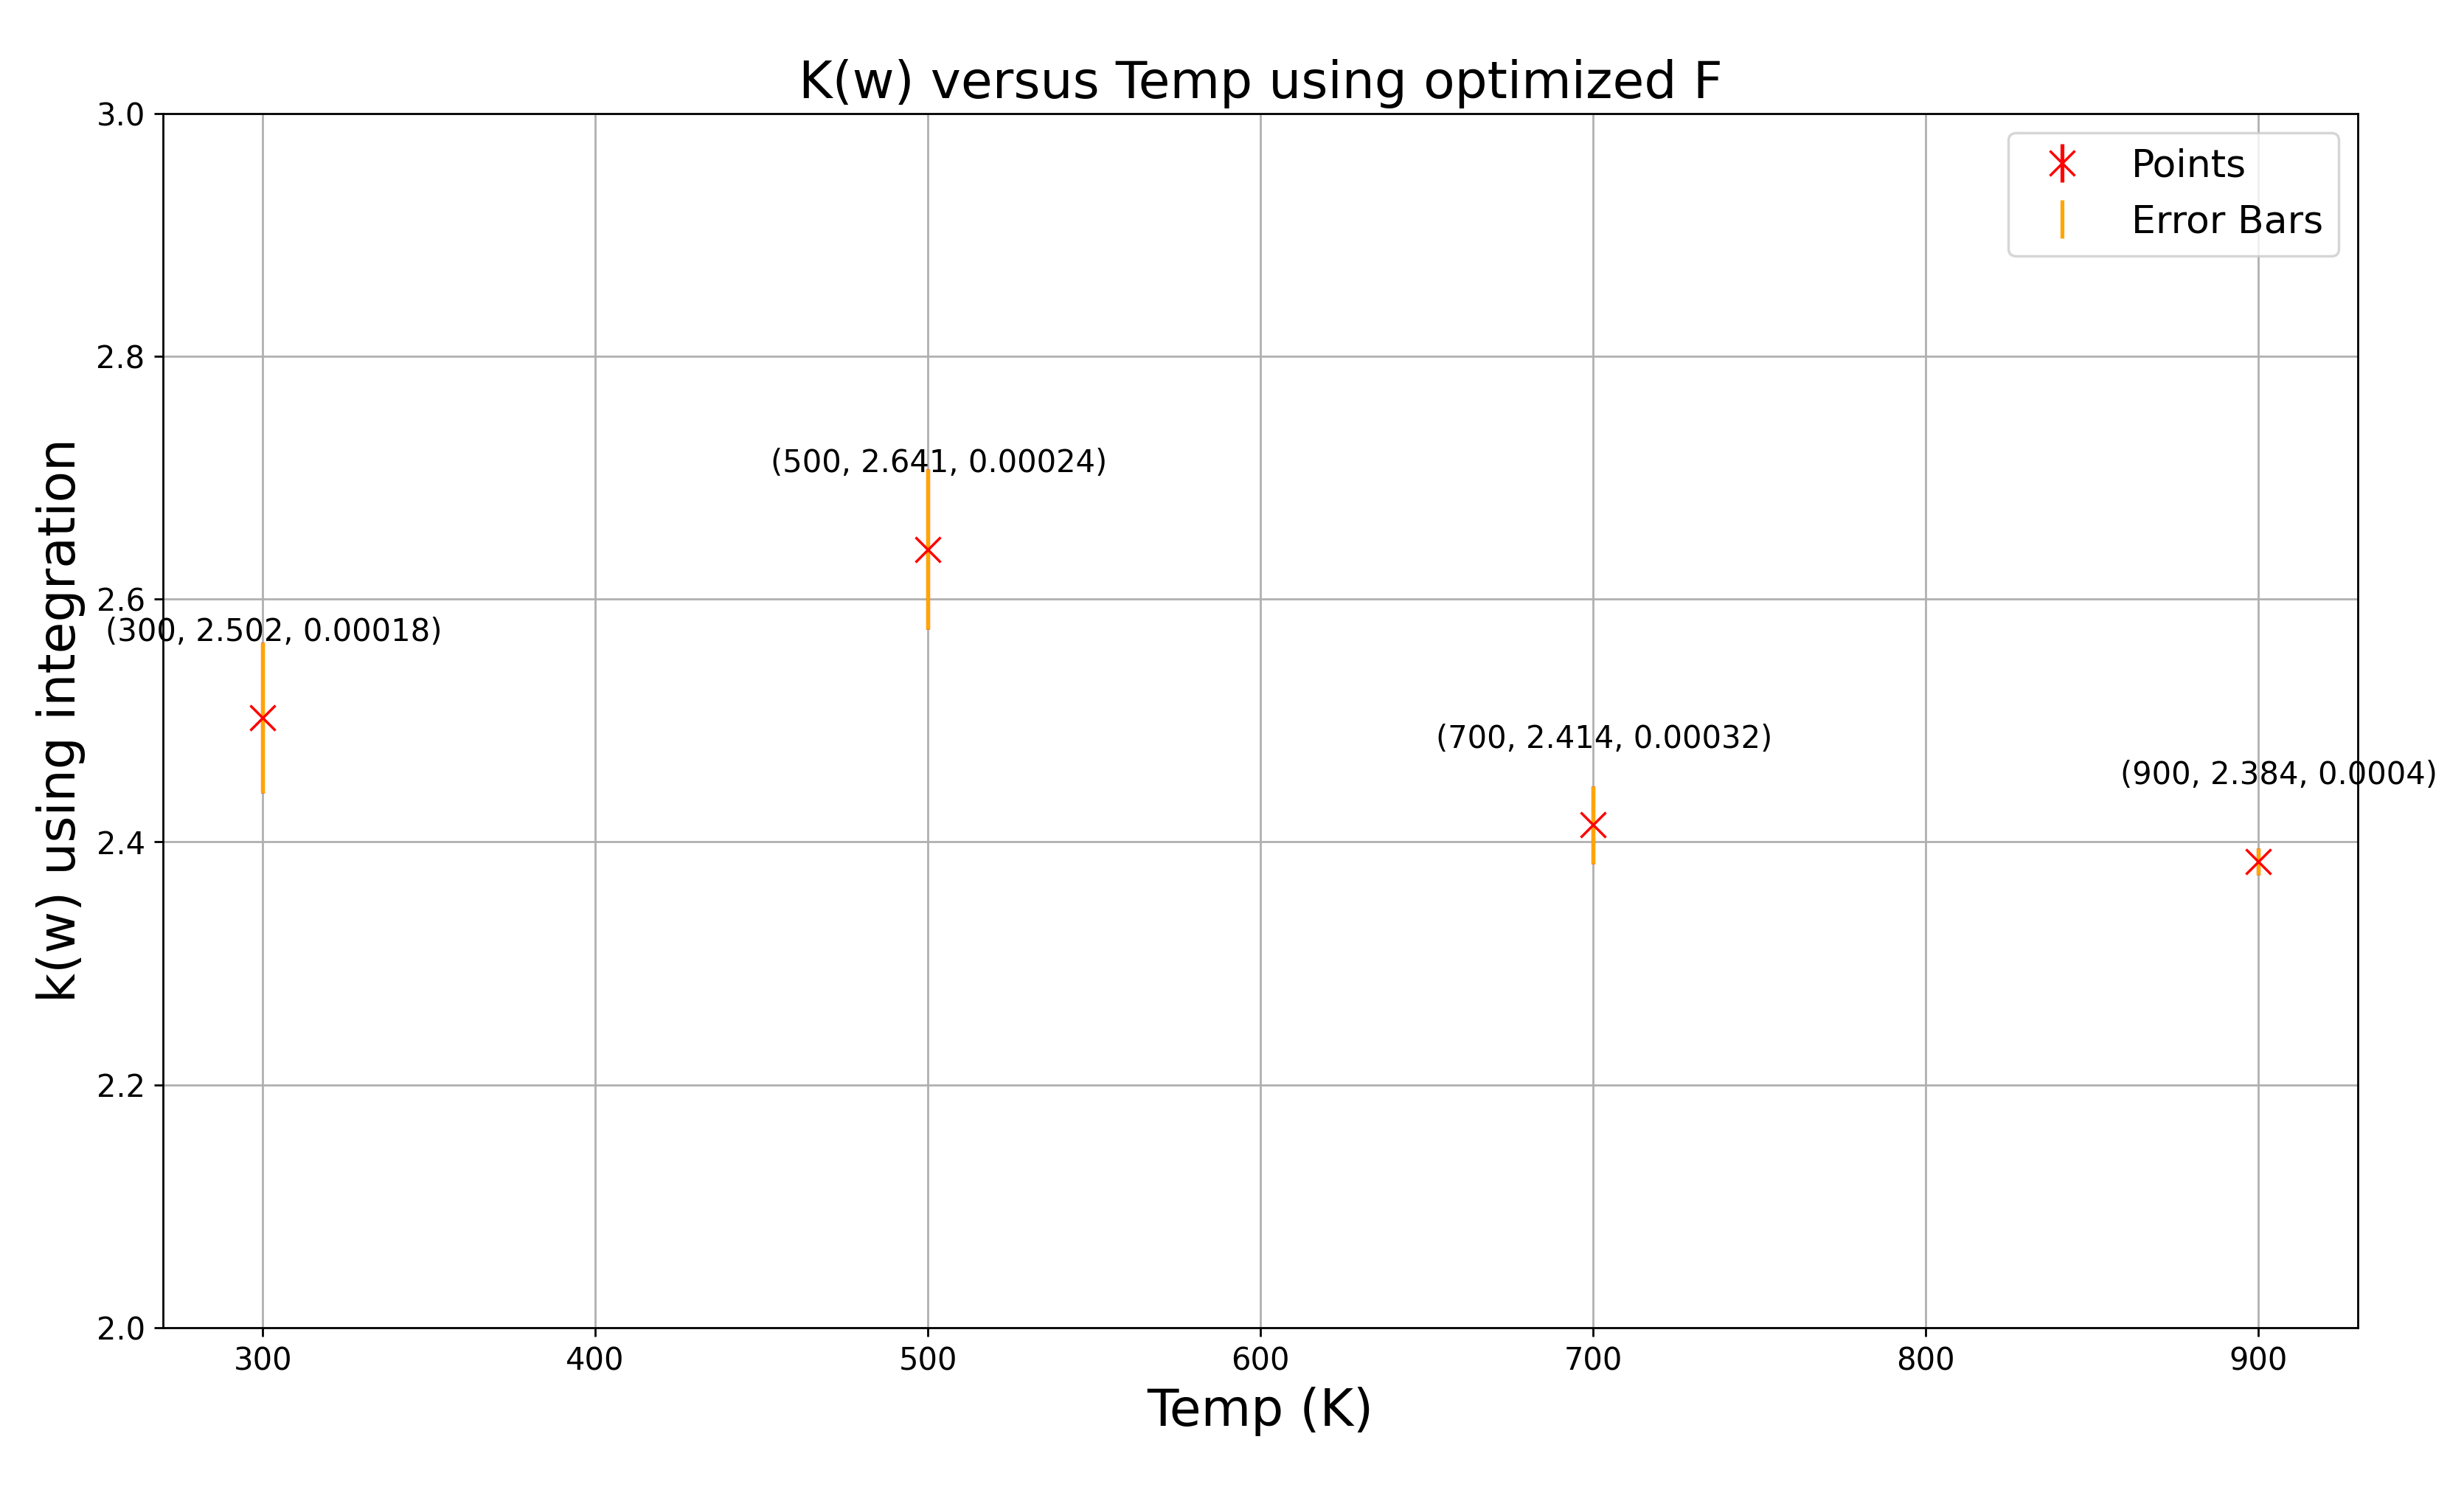 K(w) versus Temp using optimized F
Points
Error Bars
k(w) using integration
3.0
2.8
2.6
2.4
2.2
2.0
(500, 2.641, 0.00024)
(300, 2.502, 0.00018)
(700, 2.414, 0.00032)
(900, 2.384, 0.0004)
300
400
500
600
700
800
900
Temp (K)